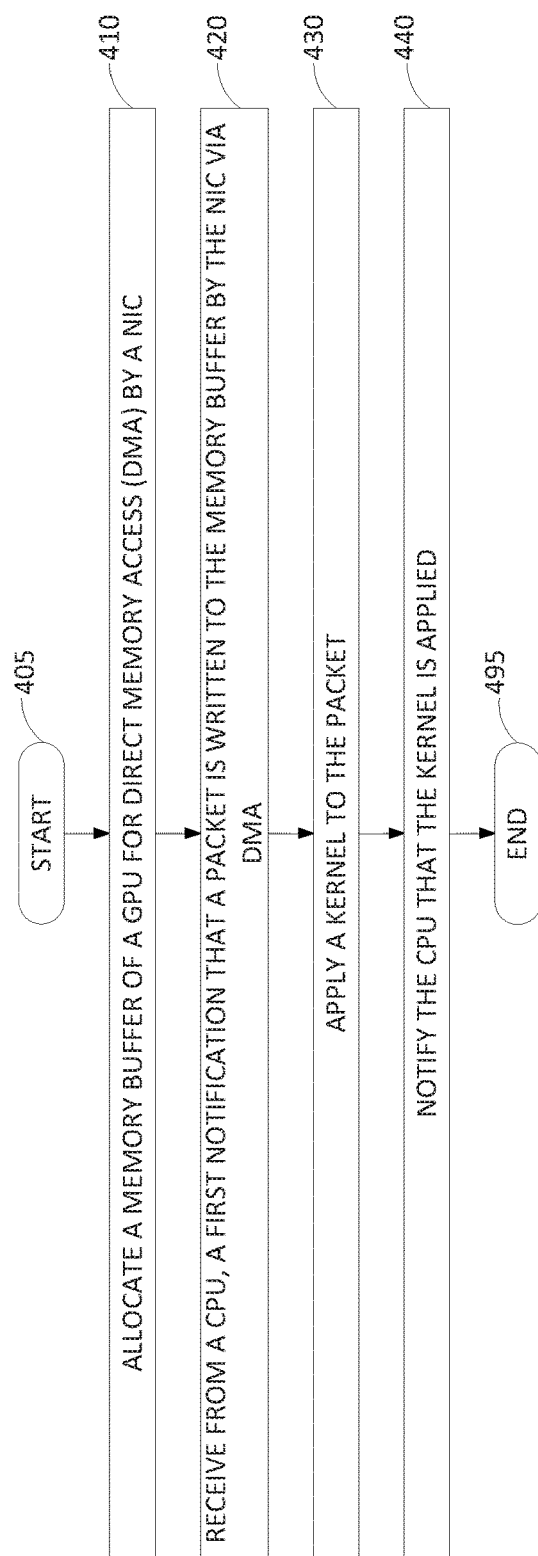 START
405
ALLOCATE A MEMORY BUFFER OF A GPU FOR DIRECT MEMORY ACCESS (DMA) BY A NIC
410
RECEIVE FROM A CPU, A FIRST NOTIFICATION THAT A PACKET IS WRITTEN TO THE MEMORY BUFFER BY THE NIC VIA
DMA
420
APPLY A KERNEL TO THE PACKET
430
NOTIFY THE CPU THAT THE KERNEL IS APPLIED
440
END
495